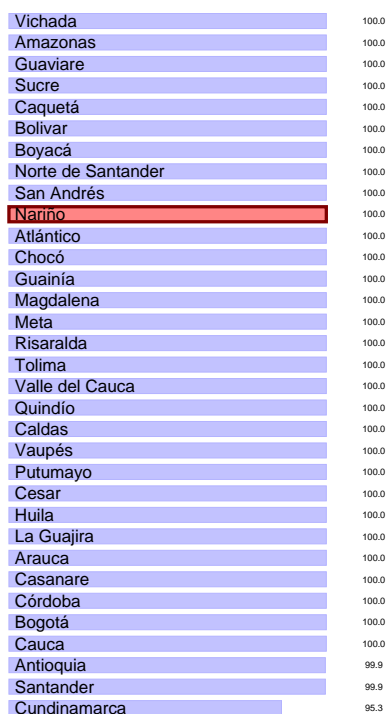 Vichada 100.0
Amazonas 100.0
Guaviare 100.0
Sucre 100.0
Caquetá 100.0
Bolivar 100.0
Boyacá 100.0
Norte de Santander 100.0
San Andrés 100.0
Nariño 100.0
Atlántico 100.0
Chocó 100.0
Guainía 100.0
Magdalena 100.0
Meta 100.0
Risaralda 100.0
Tolima 100.0
Valle del Cauca 100.0
Quindío 100.0
Caldas 100.0
Vaupés 100.0
Putumayo 100.0
Cesar 100.0
Huila 100.0
La Guajira 100.0
Arauca 100.0
Casanare 100.0
Córdoba 100.0
Bogotá 100.0
Cauca 100.0
Antioquia 99.9
Santander 99.9
Cundinamarca 95.3